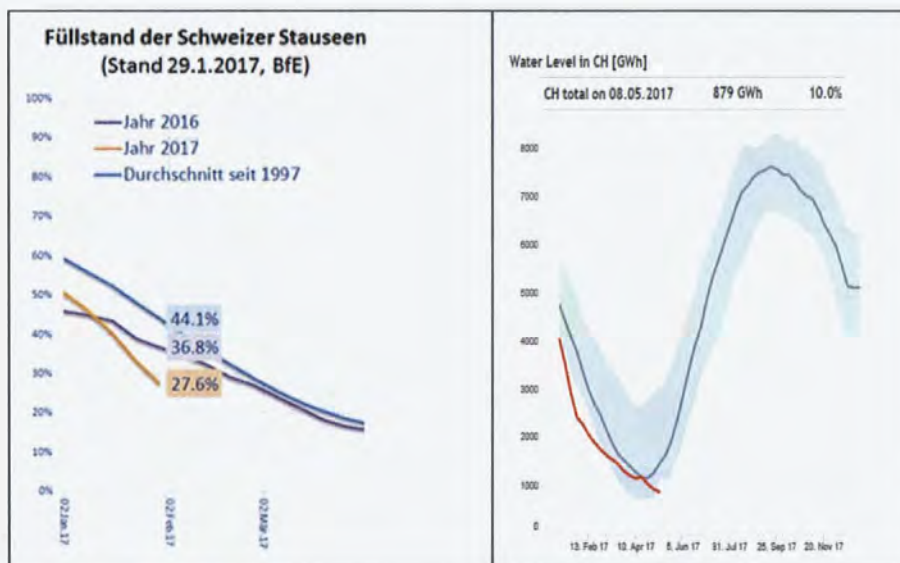 Füllstand der Schweizer Stauseen
(Stand 29.1.2017, BfE)
100%
90%
80%
70%
60%
50%
40%
30%
20%
10%
0%
Jahr 2016
Jahr 2017
Durchschnitt seit 1997
44.1%
36.8%
27.6%
02.Jan.17
02.Feb.17
02.Mär.17
Water Level in CH [GWh]
CH total on 08.05.2017 879 GWh 10.0%
8000
7000
6000
5000
4000
3000
2000
1000
0
13. Feb 17 10. Apr 17 5. Jun 17 31. Jul 17 25. Sep 17 20. Nov 17